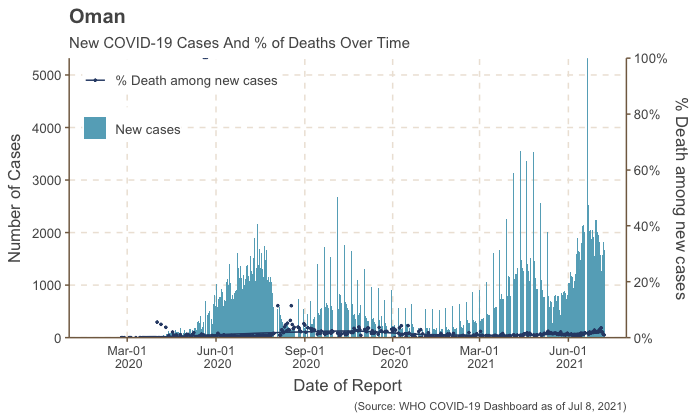 Oman
New COVID-19 Cases And % of Deaths Over Time
% Death among new cases
New cases
Number of Cases
5000
4000
3000
2000
1000
0
100%
80%
60%
40%
20%
0%
% Death among new cases
Mar-01 2020
Jun-01 2020
Sep-01 2020
Dec-01 2020
Mar-01 2021
Jun-01 2021
Date of Report
(Source: WHO COVID-19 Dashboard as of Jul 8, 2021)